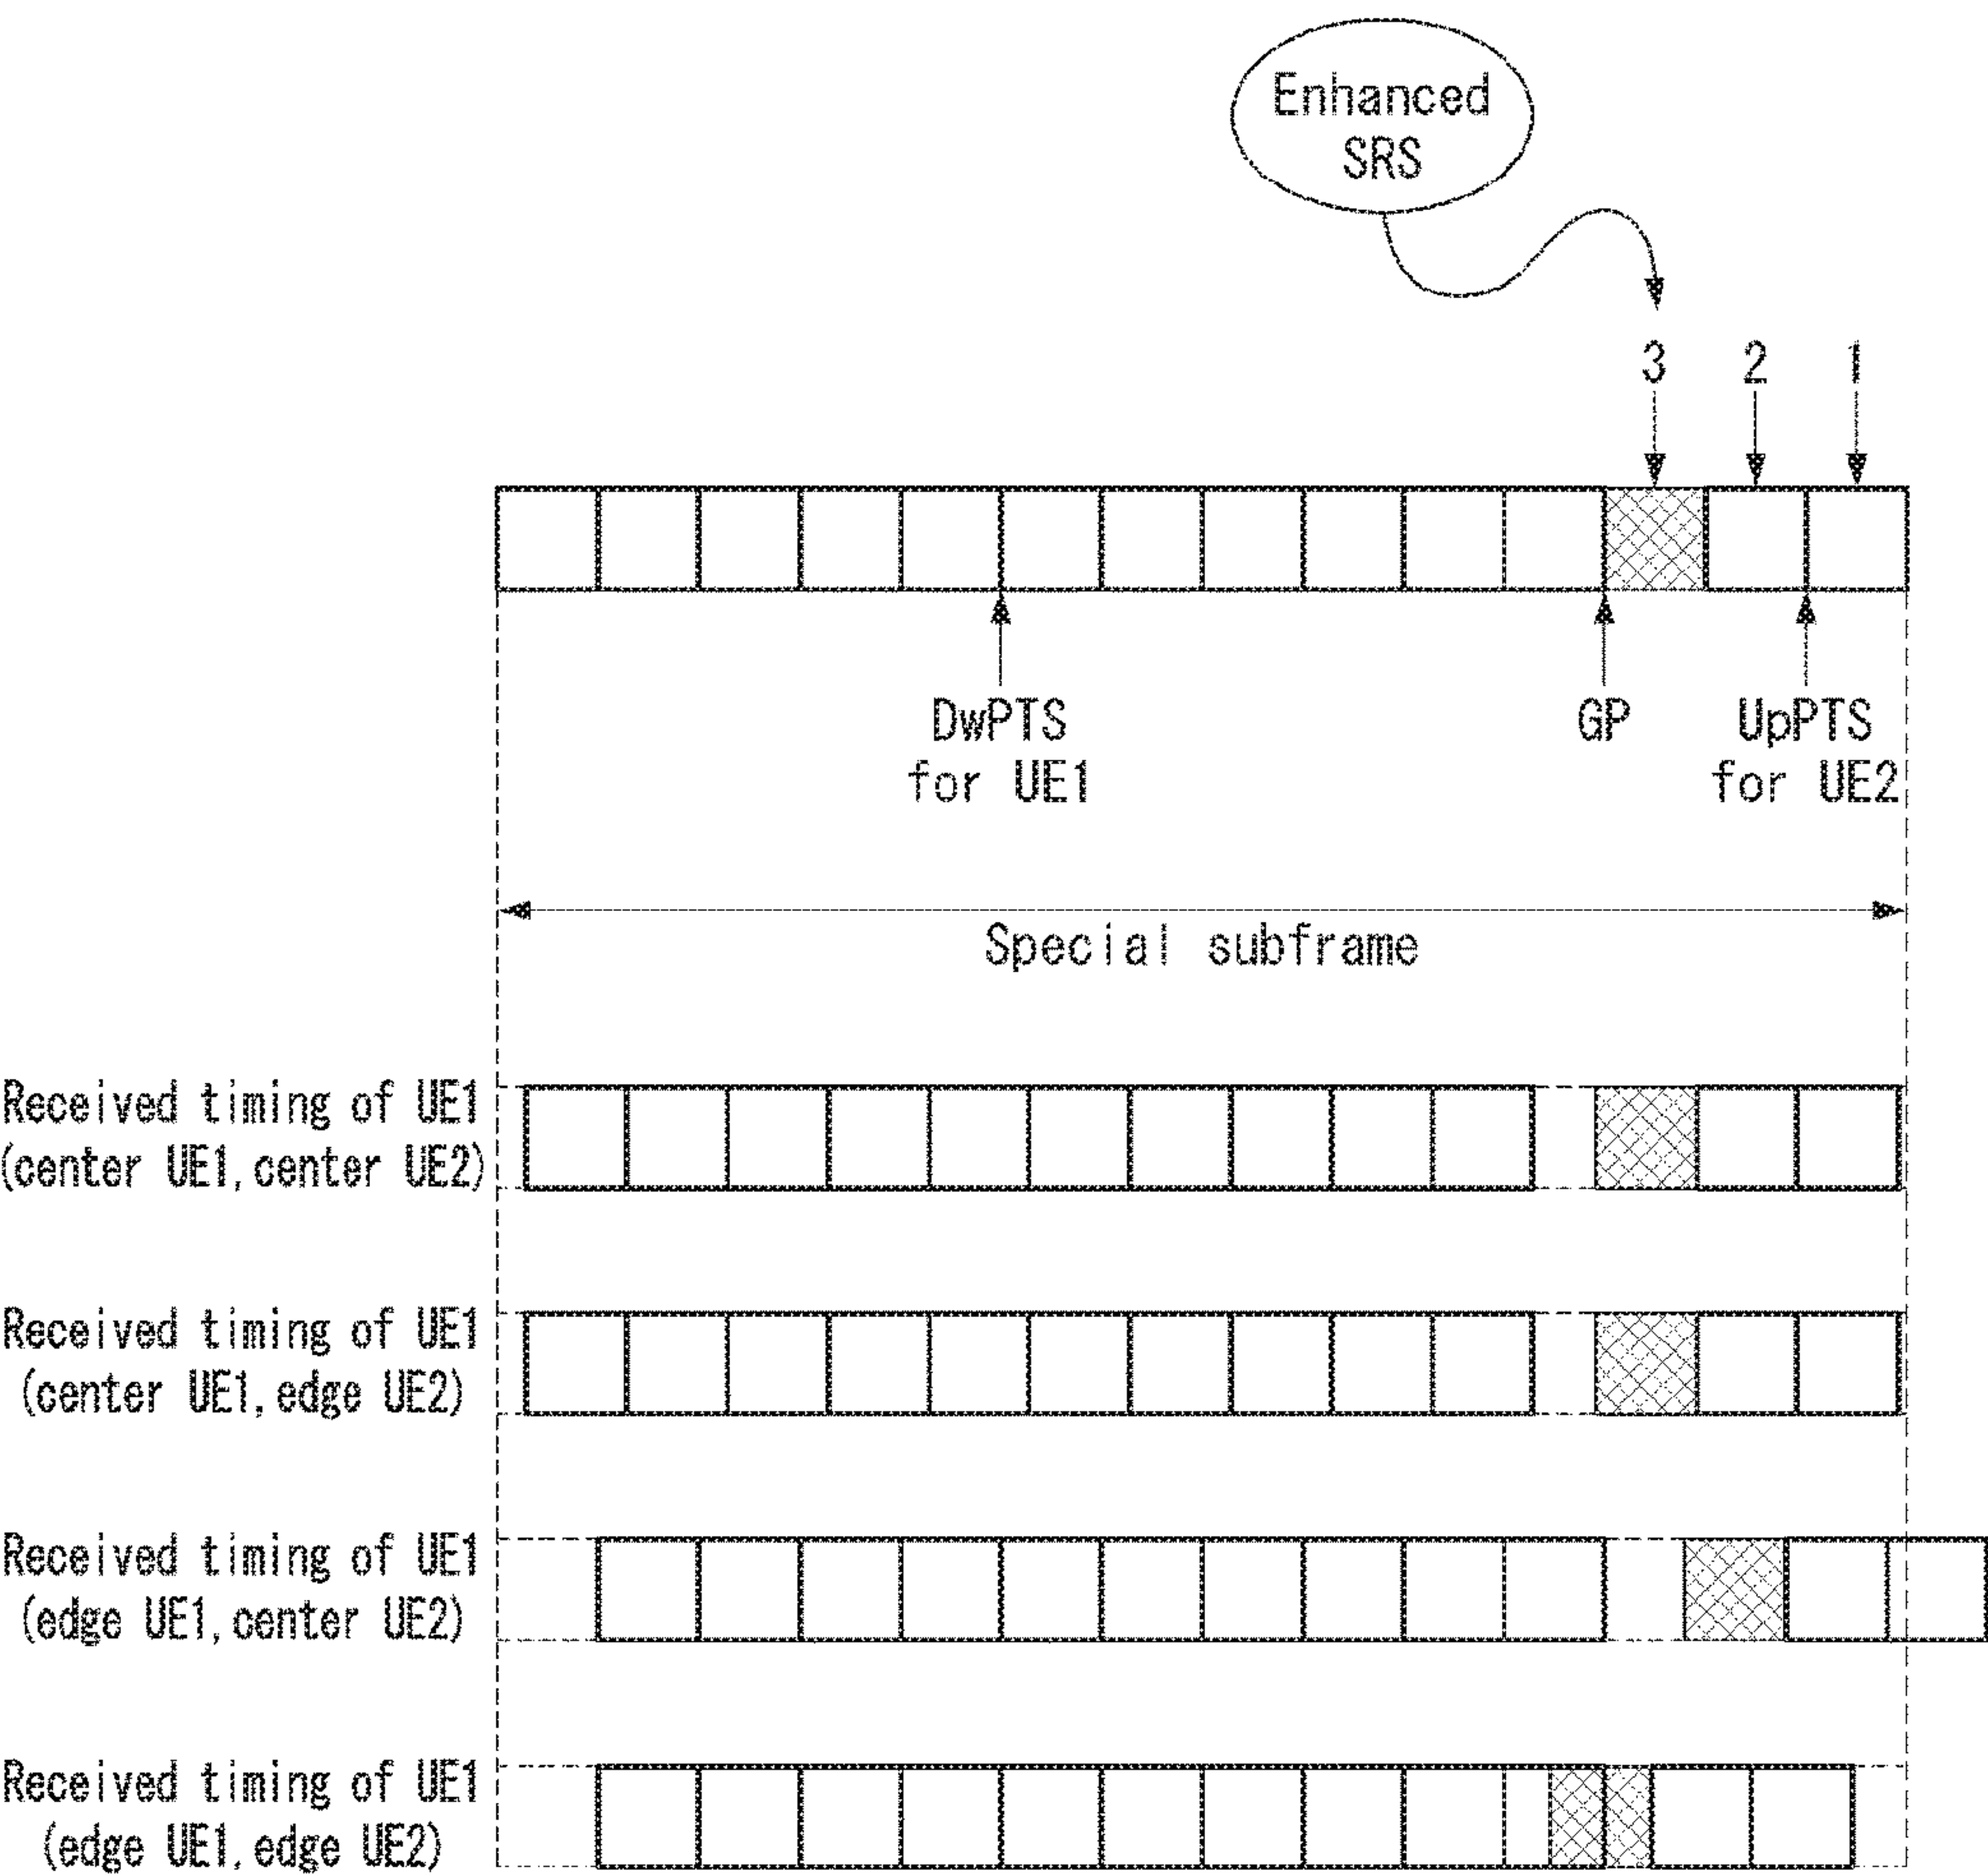 Enhanced
SRS
3 2 1
DwPTS
for UE1
GP
UpPTS
for UE2
Special subframe
Received timing of UE1
(center UE1,center UE2)
Received timing of UE1
(center UE1,edge UE2)
Received timing of UE1
(edge UE1,center UE2)
Received timing of UE1
(edge UE1,edge UE2)